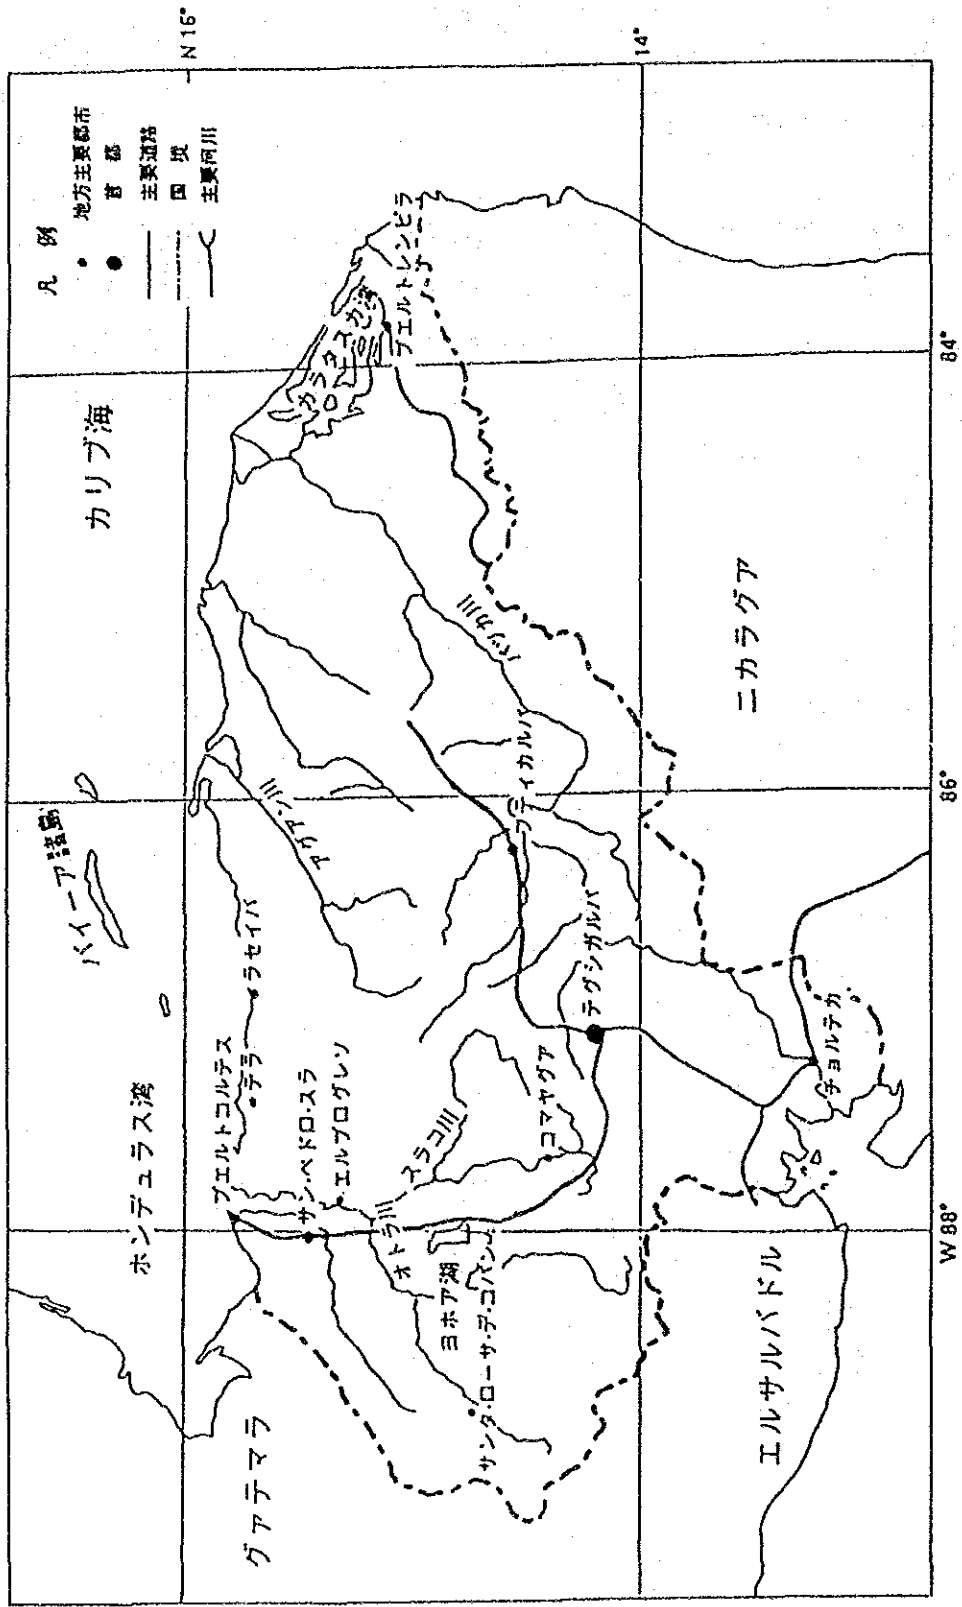 N 16°
14°
84°
86°
W 88°
凡 例
地方主要都市
首 都
主要道路
国 境
主要河川
カリブ海
バイーア諸島
ホンデュラス湾
グァテマラ
エルサルバドル
ニカラグア
プエルトコルテス
テラ
ラセイバ
サン・ペドロ・スラ
エルプログレソ
アグアン川
スラコ川
オトラ川
ヨホア湖
サンタ・ローサ・デ・コパン
コマヤグア
テグシガルパ
フティカルパ
パツカ川
カラタスカ湾
プエルトレンピラ
チョルテカ